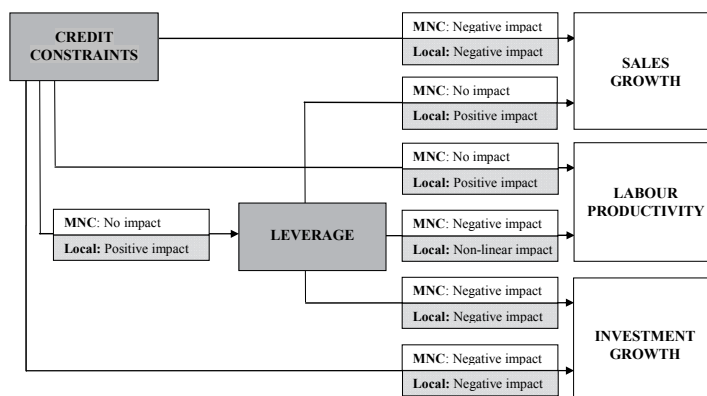 CREDIT
CONSTRAINTS
MNC: Negative impact
Local: Negative impact
SALES
GROWTH
MNC: No impact
Local: Positive impact
MNC: No impact
Local: Positive impact
LABOUR
PRODUCTIVITY
MNC: No impact
Local: Positive impact
LEVERAGE
MNC: Negative impact
Local: Non-linear impact
MNC: Negative impact
Local: Negative impact
INVESTMENT
GROWTH
MNC: Negative impact
Local: Negative impact